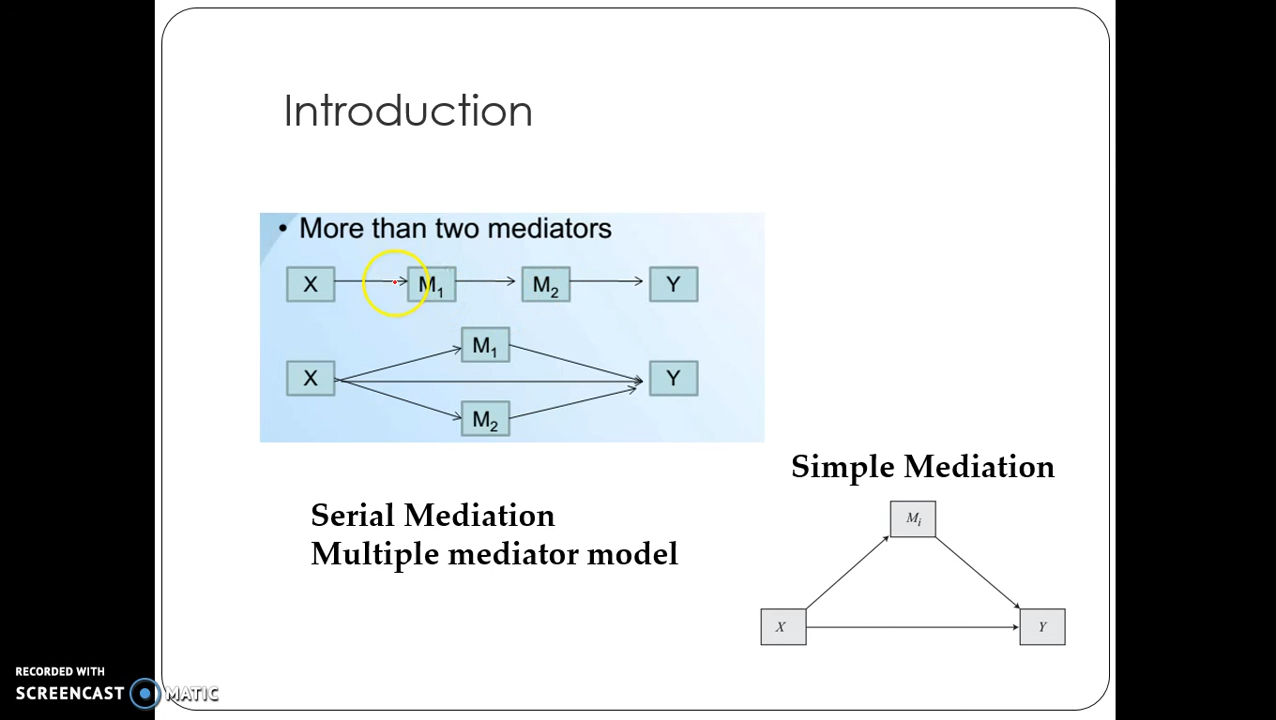 Introduction
• More than two mediators
X M₁ M₂ Y
M₁
X Y
M₂
Simple Mediation
Serial Mediation
Multiple mediator model
Mᵢ
X Y
RECORDED WITH
SCREENCAST MATIC